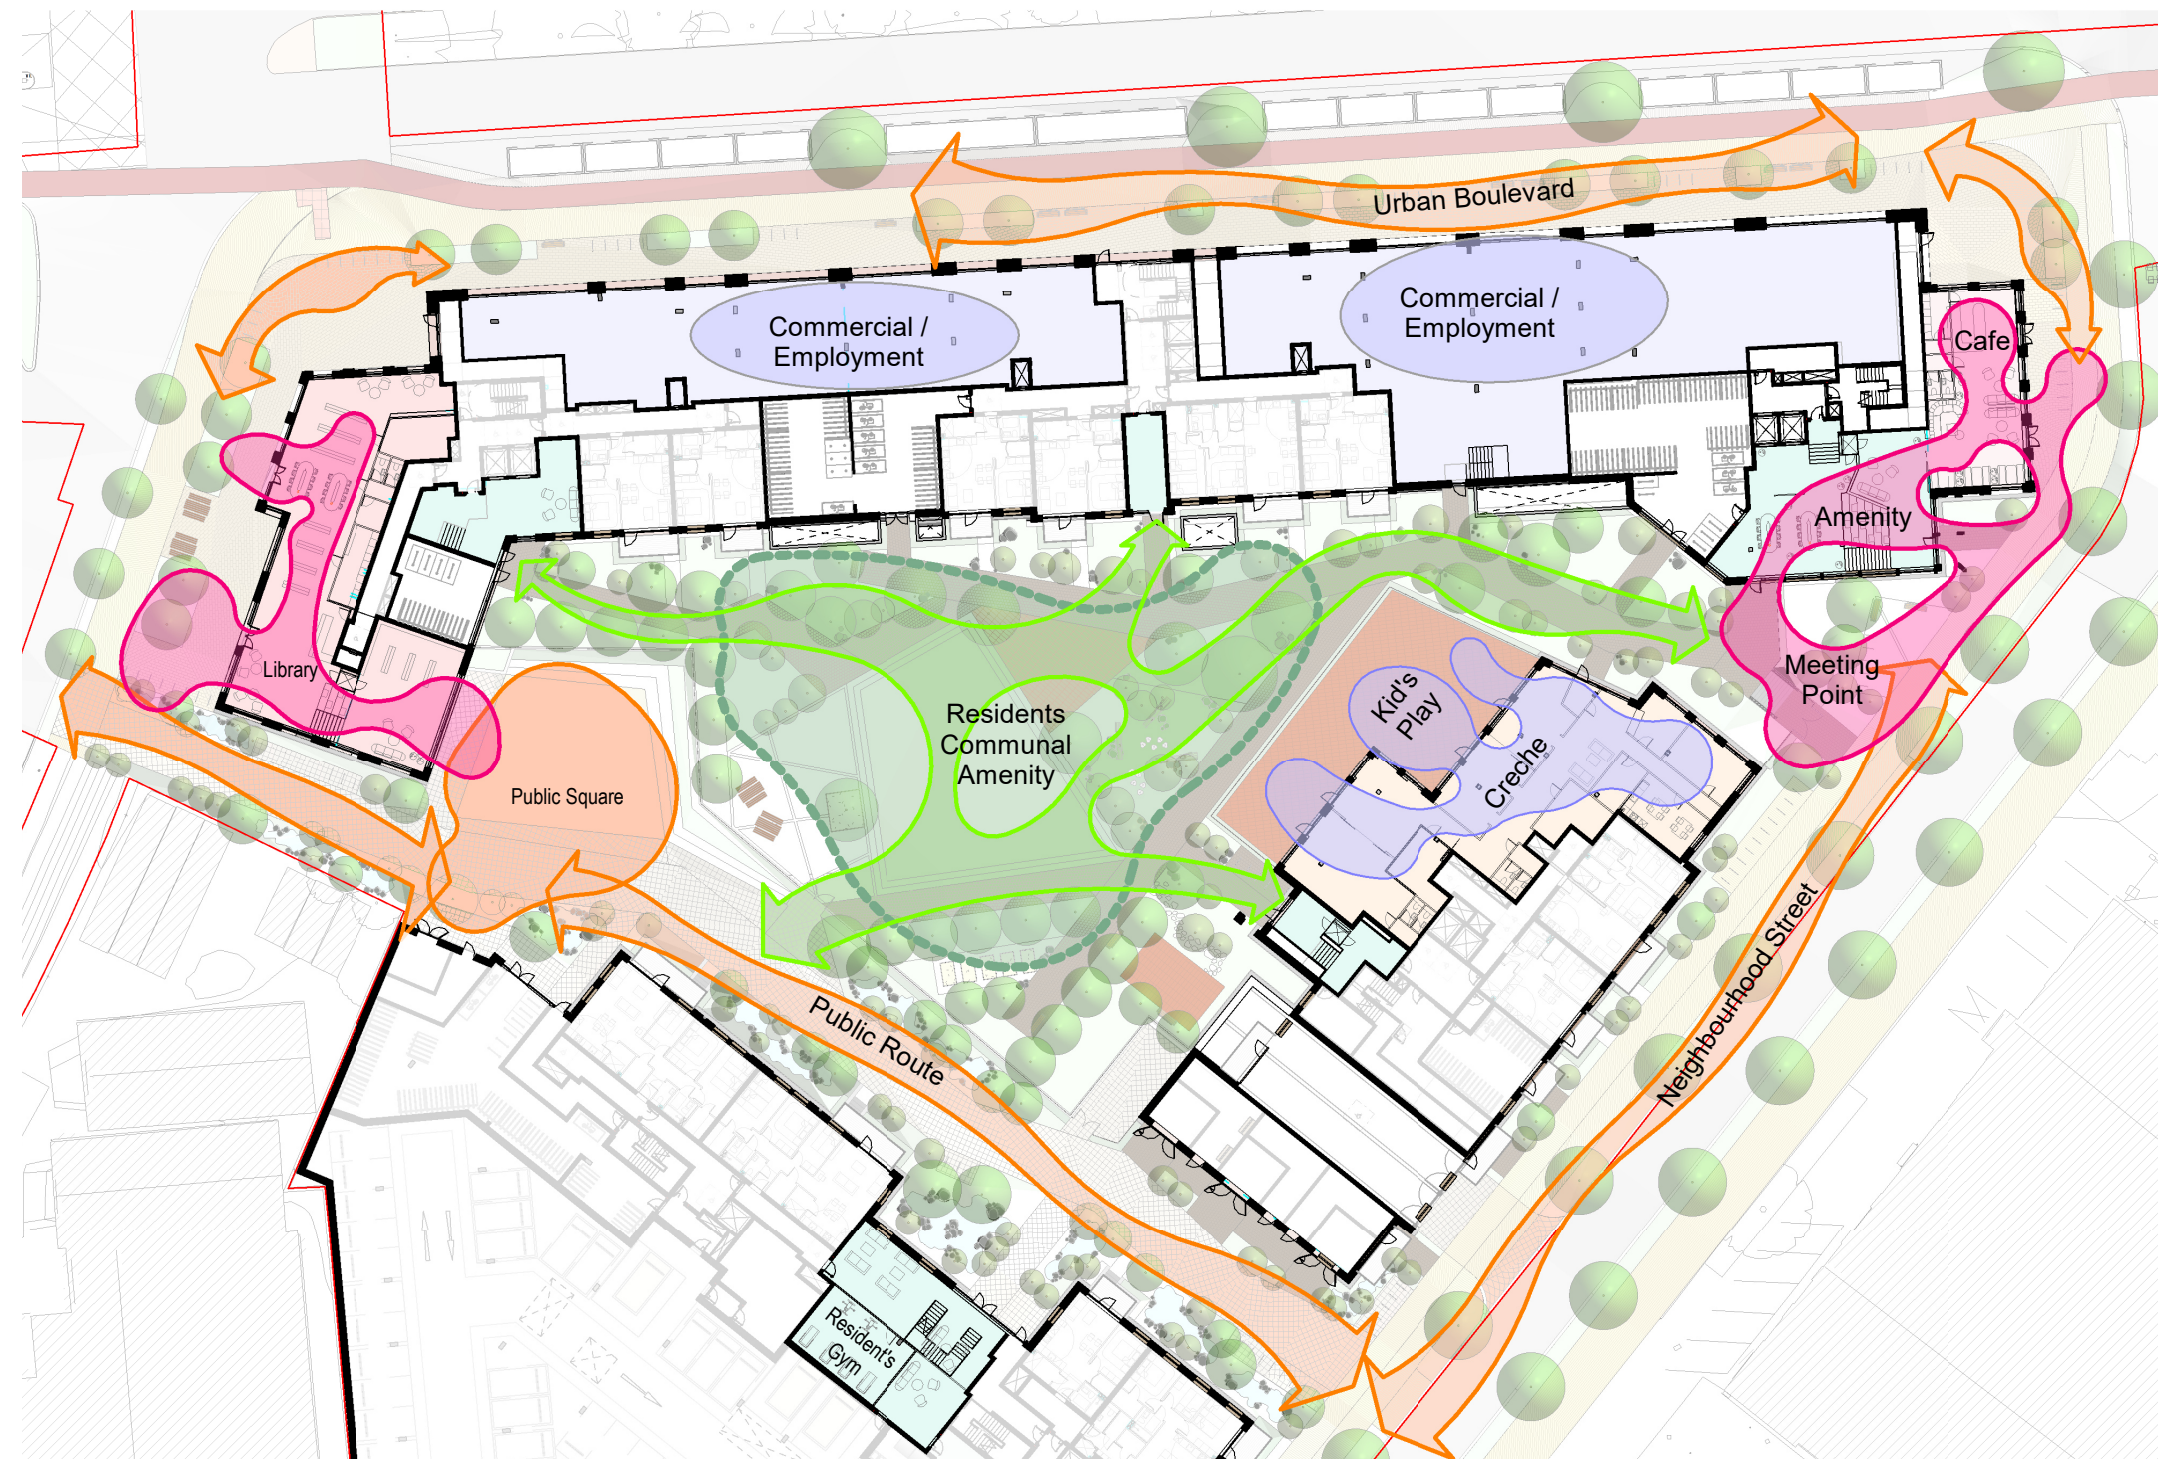 Urban Boulevard
Commercial /
Employment
Commercial /
Employment
Cafe
Amenity
Library
Meeting
Point
Kid's
Play
Residents
Communal
Amenity
Creche
Public Square
Public Route
Neighbourhood Street
Resident's
Gym